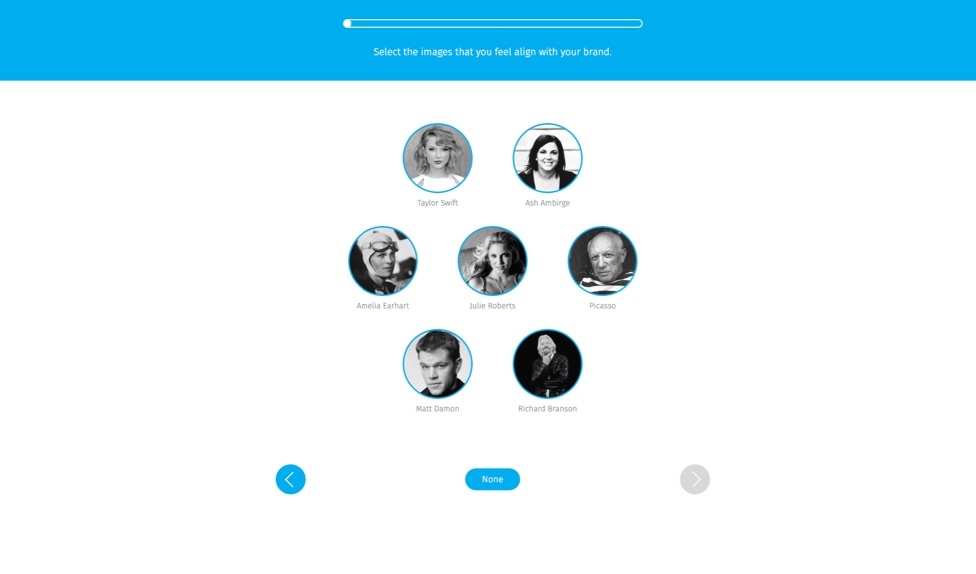 Select the images that you feel align with your brand.
Taylor Swift
Ash Ambirge
Amelia Earhart
Julie Roberts
Picasso
Matt Damon
Richard Branson
None